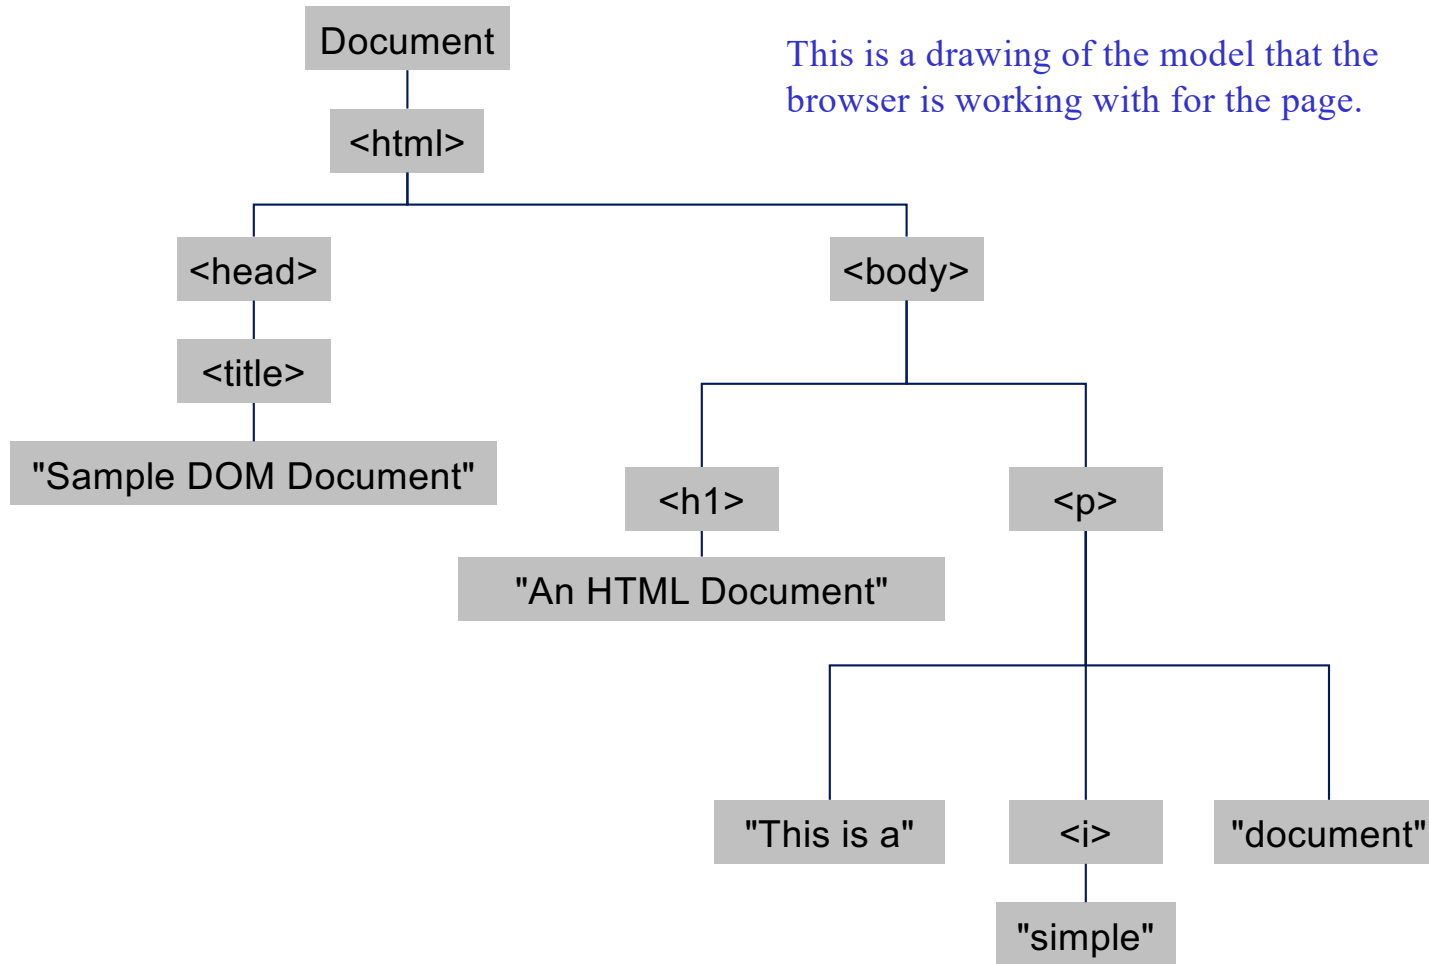 Document
This is a drawing of the model that the
browser is working with for the page.
<html>
<head>
<body>
<title>
"Sample DOM Document"
<h1>
<p>
"An HTML Document"
"This is a"
<i>
"document"
"simple"